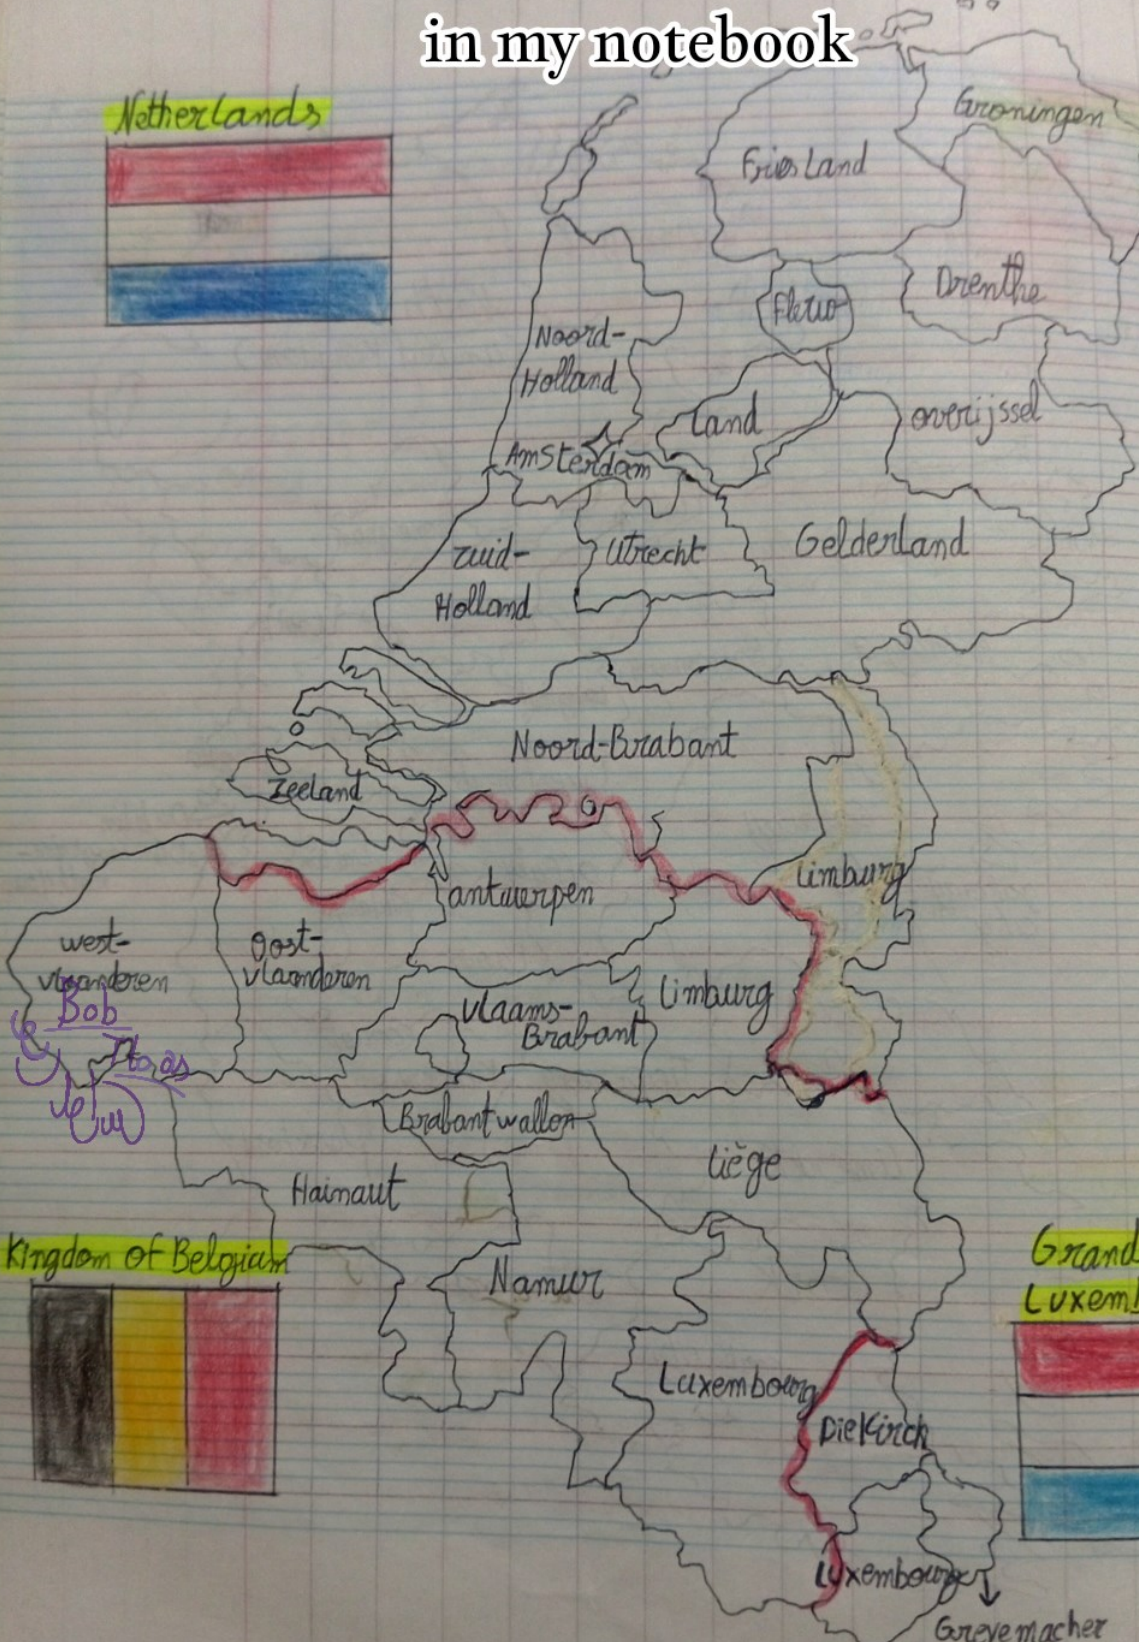 in my notebook
Netherlands
Groningen
Friesland
Drenthe
Flevo-
Noord-
Holland
Land
overijssel
Amsterdam
Zuid-
Holland
Utrecht
Gelderland
Noord-Brabant
Zeeland
Limburg
antwerpen
west-
vlaanderen
Oost-
vlaanderen
Limburg
Vlaams-
Brabant
Bob
Brabant wallon
Liège
Hainaut
Kingdom of Belgium
Grand
Luxem
Namur
Luxembourg
Diekirch
Luxembourg
Grevemacher